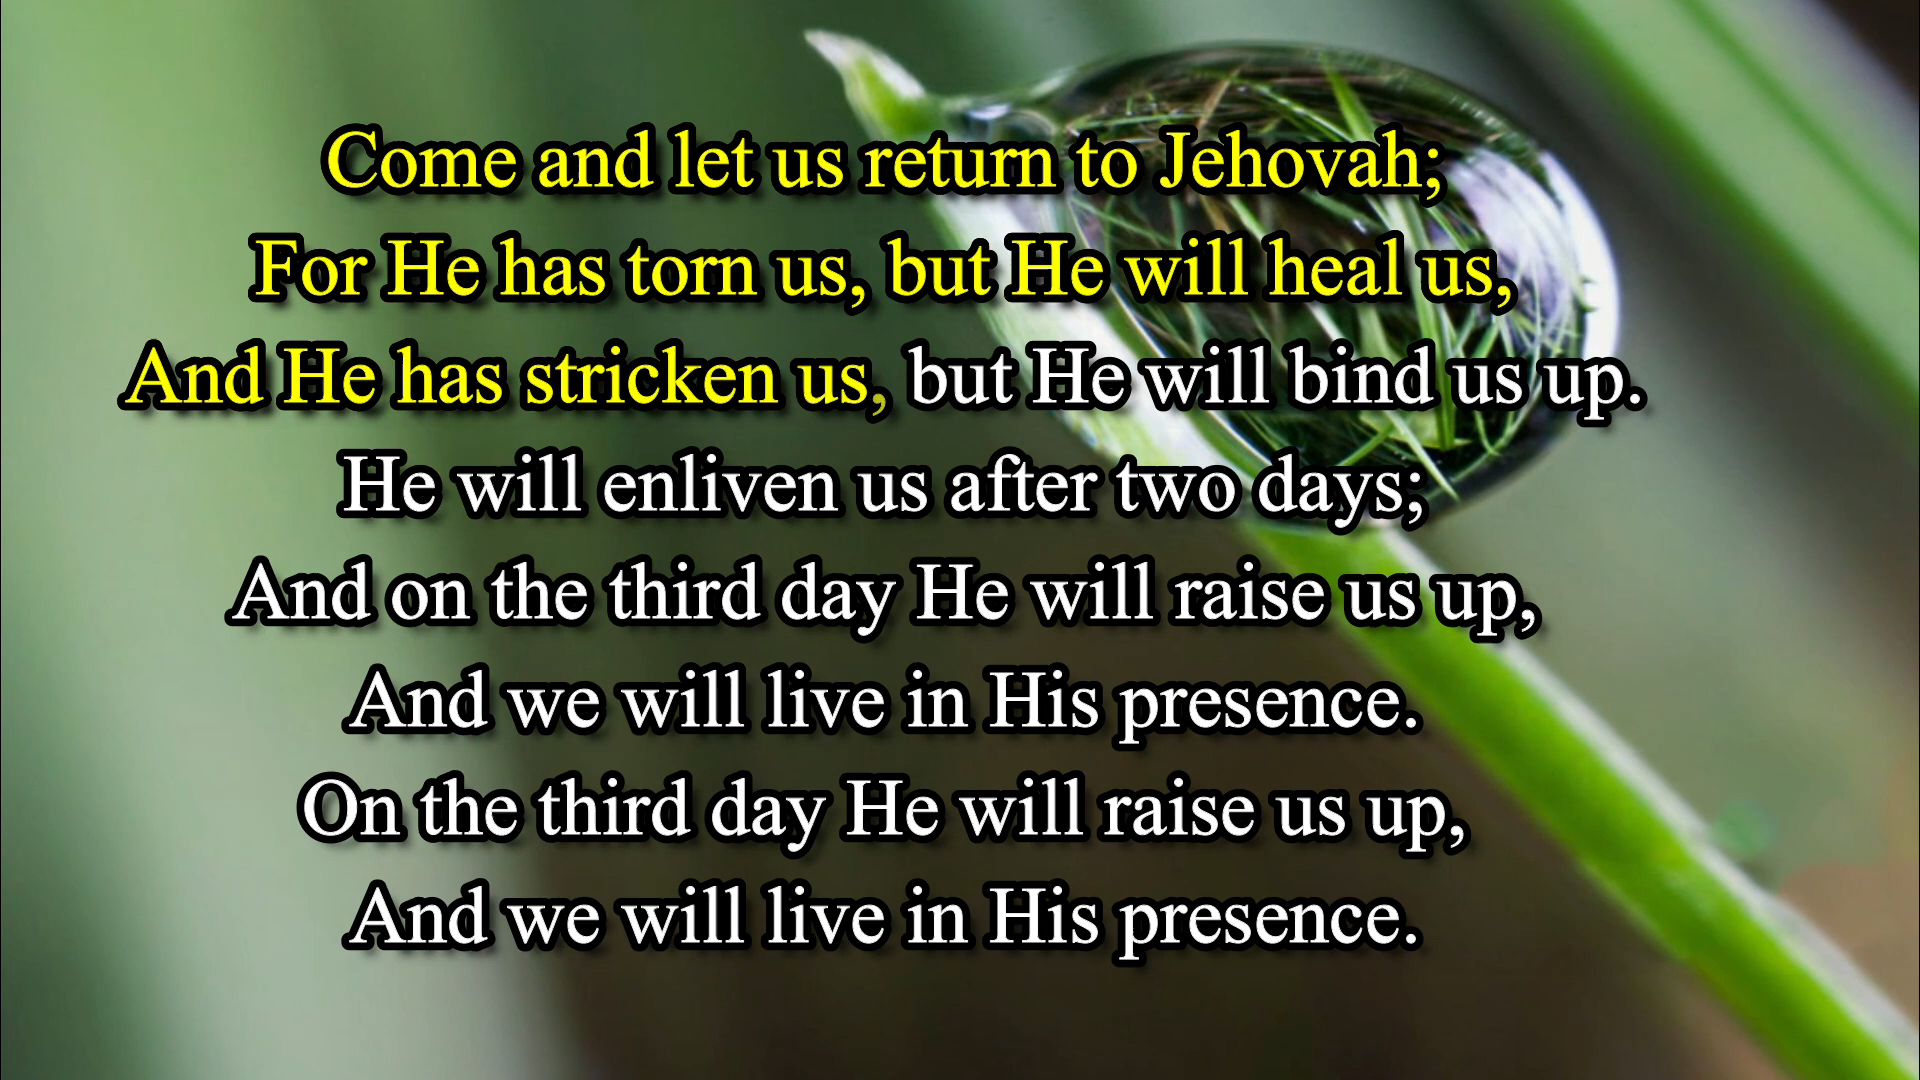 Come and let us return to Jehovah;
For He has torn us, but He will heal us,
And He has stricken us, but He will bind us up.
He will enliven us after two days;
And on the third day He will raise us up,
And we will live in His presence.
On the third day He will raise us up,
And we will live in His presence.